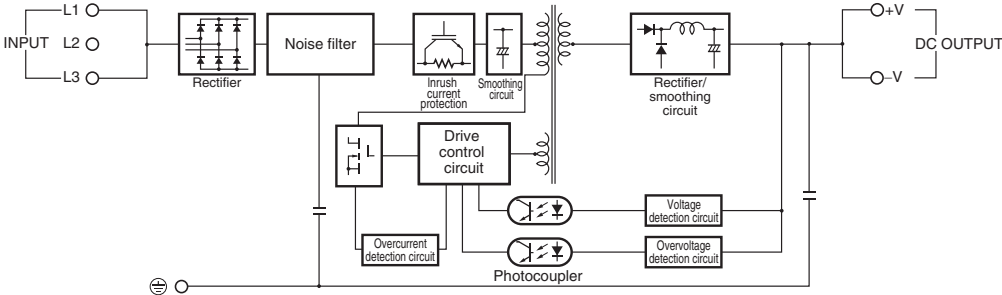 L1
INPUT
L2
L3
Rectifier
Noise filter
Inrush
current
protection
Smoothing
circuit
Rectifier/
smoothing
circuit
+V
DC OUTPUT
–V
Drive
control
circuit
Overcurrent
detection circuit
Voltage
detection circuit
Overvoltage
detection circuit
Photocoupler